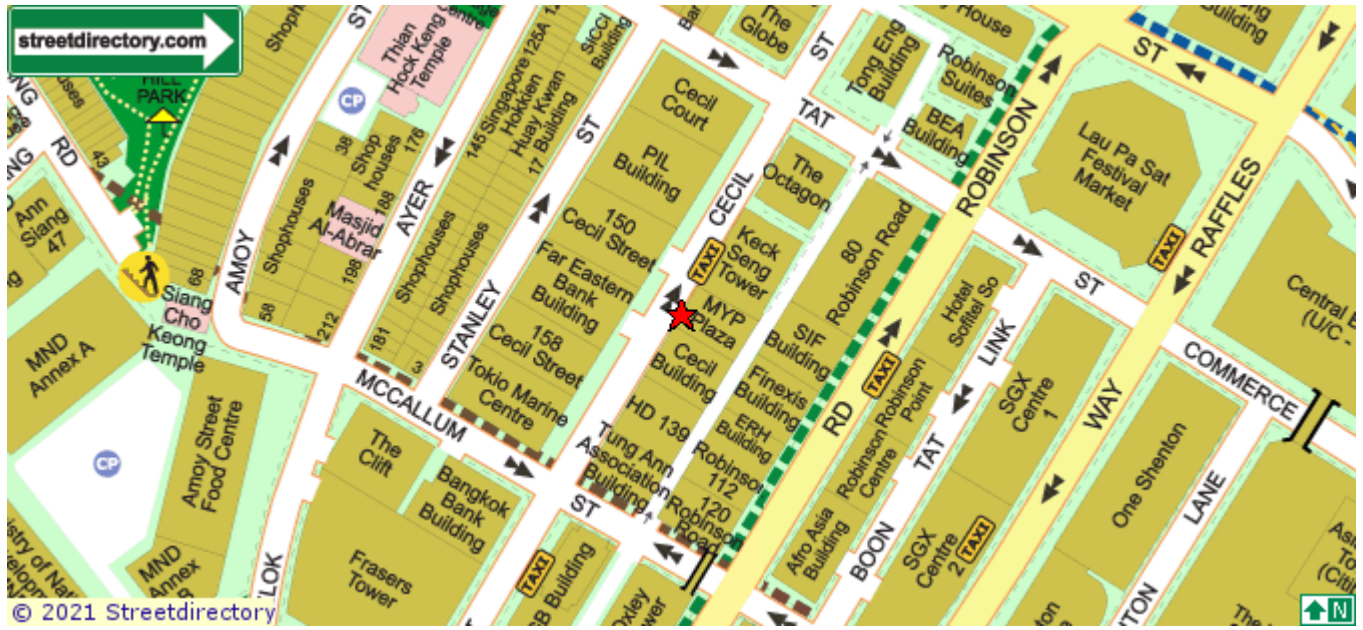 streetdirectory.com
HILL
PARK
RD
43
Ann
Siang
47
MND
Annex A
Siang
Cho
Keong
Temple
68
Amoy Street
Food Centre
MND
Annex
CP
Shophouses
AMOY
ST
CP
Thian
Hock Keng
Temple
38
Shop
houses
176
188
Masjid
Al-Abrar
196
212
58
Shophouses
AYER
145 Singapore 125A
Hokkien
Huay Kwan
17 Building
Shophouses
Shophouses
181
3
STANLEY
ST
MCCALLUM
ST
The
Clift
Bangkok
Bank
Building
Frasers
Tower
Cecil
Court
PIL
Building
150
Cecil Street
Far Eastern
Bank
Building
158
Cecil Street
Tokio Marine
Centre
The
Globe
CECIL
ST
TAXI
Tong Eng
Building
Robinson
Suites
BEA
Building
TAT
The
Octagon
Keck
Seng
Tower
MYP
Plaza
Cecil
Building
HD 139
Tung Ann
Association
Building
80
Robinson Road
SIF
Building
Finexis
Building
ERH
Building
Robinson
112
120
Robinson
Road
TAXI
ROBINSON
RD
TAXI
Lau Pa Sat
Festival
Market
ST
TAXI
RAFFLES
WAY
Hotel
Sofitel So
Robinson
Point
Robinson
Centre
Afro Asia
Building
BOON
TAT
LINK
ST
SGX
Centre
1
SGX
Centre
2
TAXI
COMMERCE
LANE
One Shenton
Central
(U/C -
© 2021 Streetdirectory
N